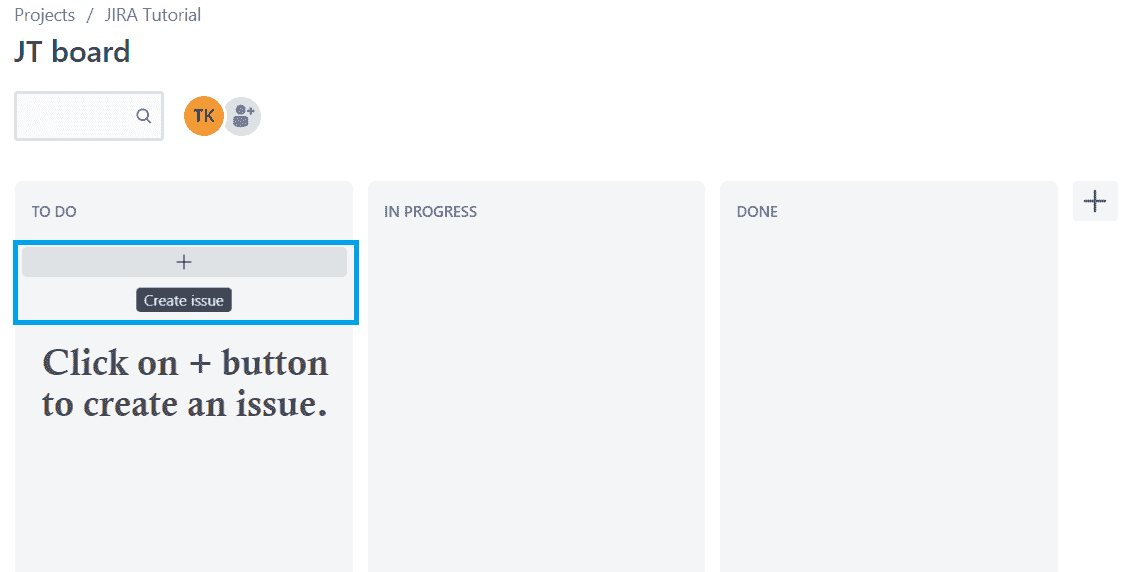 Projects / JIRA Tutorial
JT board
TK
TO DO
IN PROGRESS
DONE
+
+
Create issue
Click on + button
to create an issue.